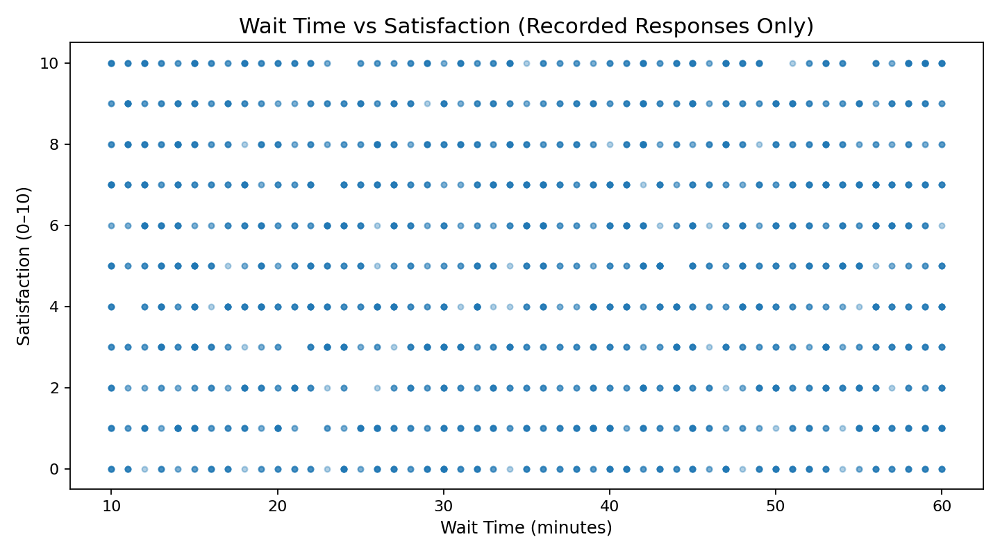 Wait Time vs Satisfaction (Recorded Responses Only)
Satisfaction (0–10)
10
8
6
4
2
0
10 20 30 40 50 60
Wait Time (minutes)